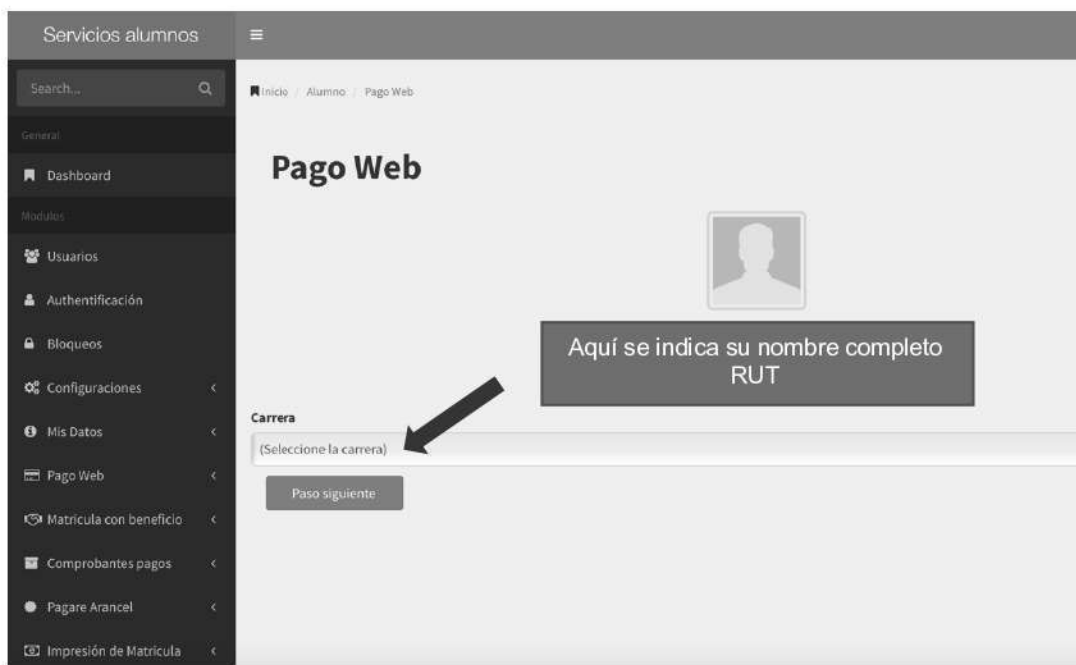 Servicios alumnos
Search...
General
Dashboard
Modulos
Usuarios
Authentificación
Bloqueos
Configuraciones
Mis Datos
Pago Web
Matricula con beneficio
Comprobantes pagos
Pagare Arancel
Impresión de Matricula
Inicio / Alumno / Pago Web
Pago Web
Aquí se indica su nombre completo
RUT
Carrera
(Seleccione la carrera)
Paso siguiente